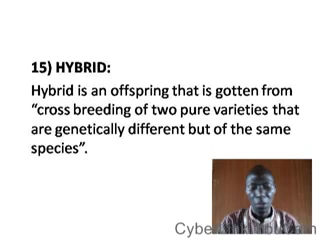 15) HYBRID:
Hybrid is an offspring that is gotten from
“cross breeding of two pure varieties that
are genetically different but of the same
species”.